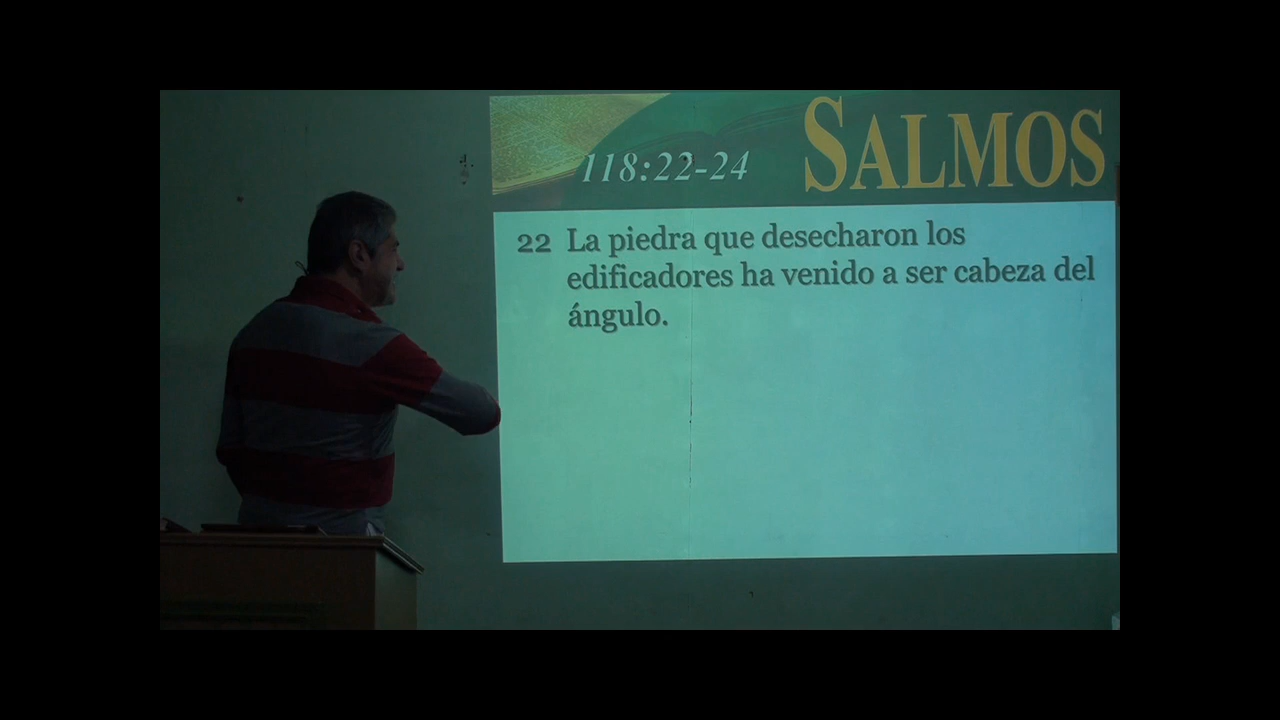 118:22-24 SALMOS
22 La piedra que desecharon los
edificadores ha venido a ser cabeza del
ángulo.